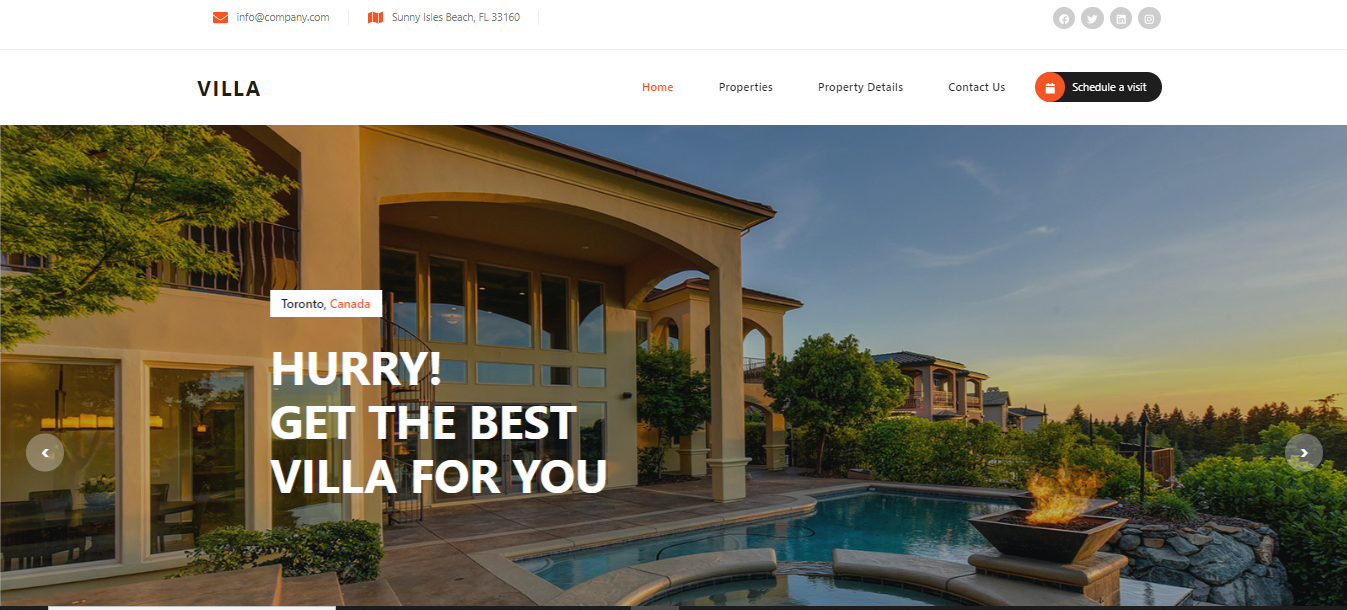 info@company.com
Sunny Isles Beach, FL 33160
VILLA
Home
Properties
Property Details
Contact Us
Schedule a visit
Toronto, Canada
HURRY!
GET THE BEST
VILLA FOR YOU